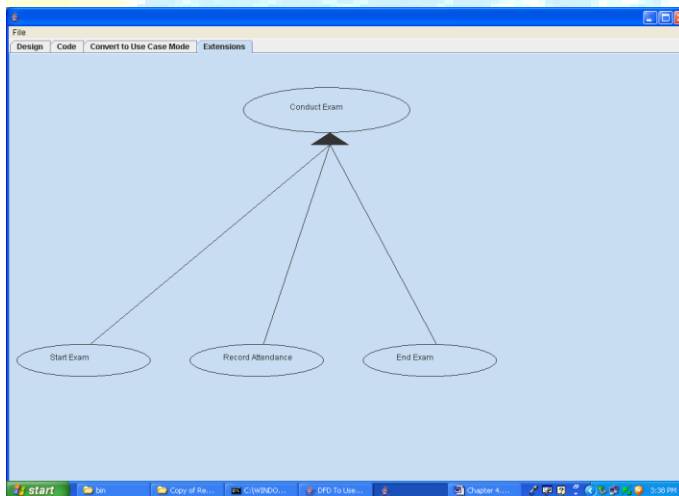 File
Design Code Convert to Use Case Mode Extensions
Conduct Exam
Start Exam Record Attendance End Exam
start bin Copy of Re... C:\WINDO... DFD To Use... Chapter 4.... 3:38 PM